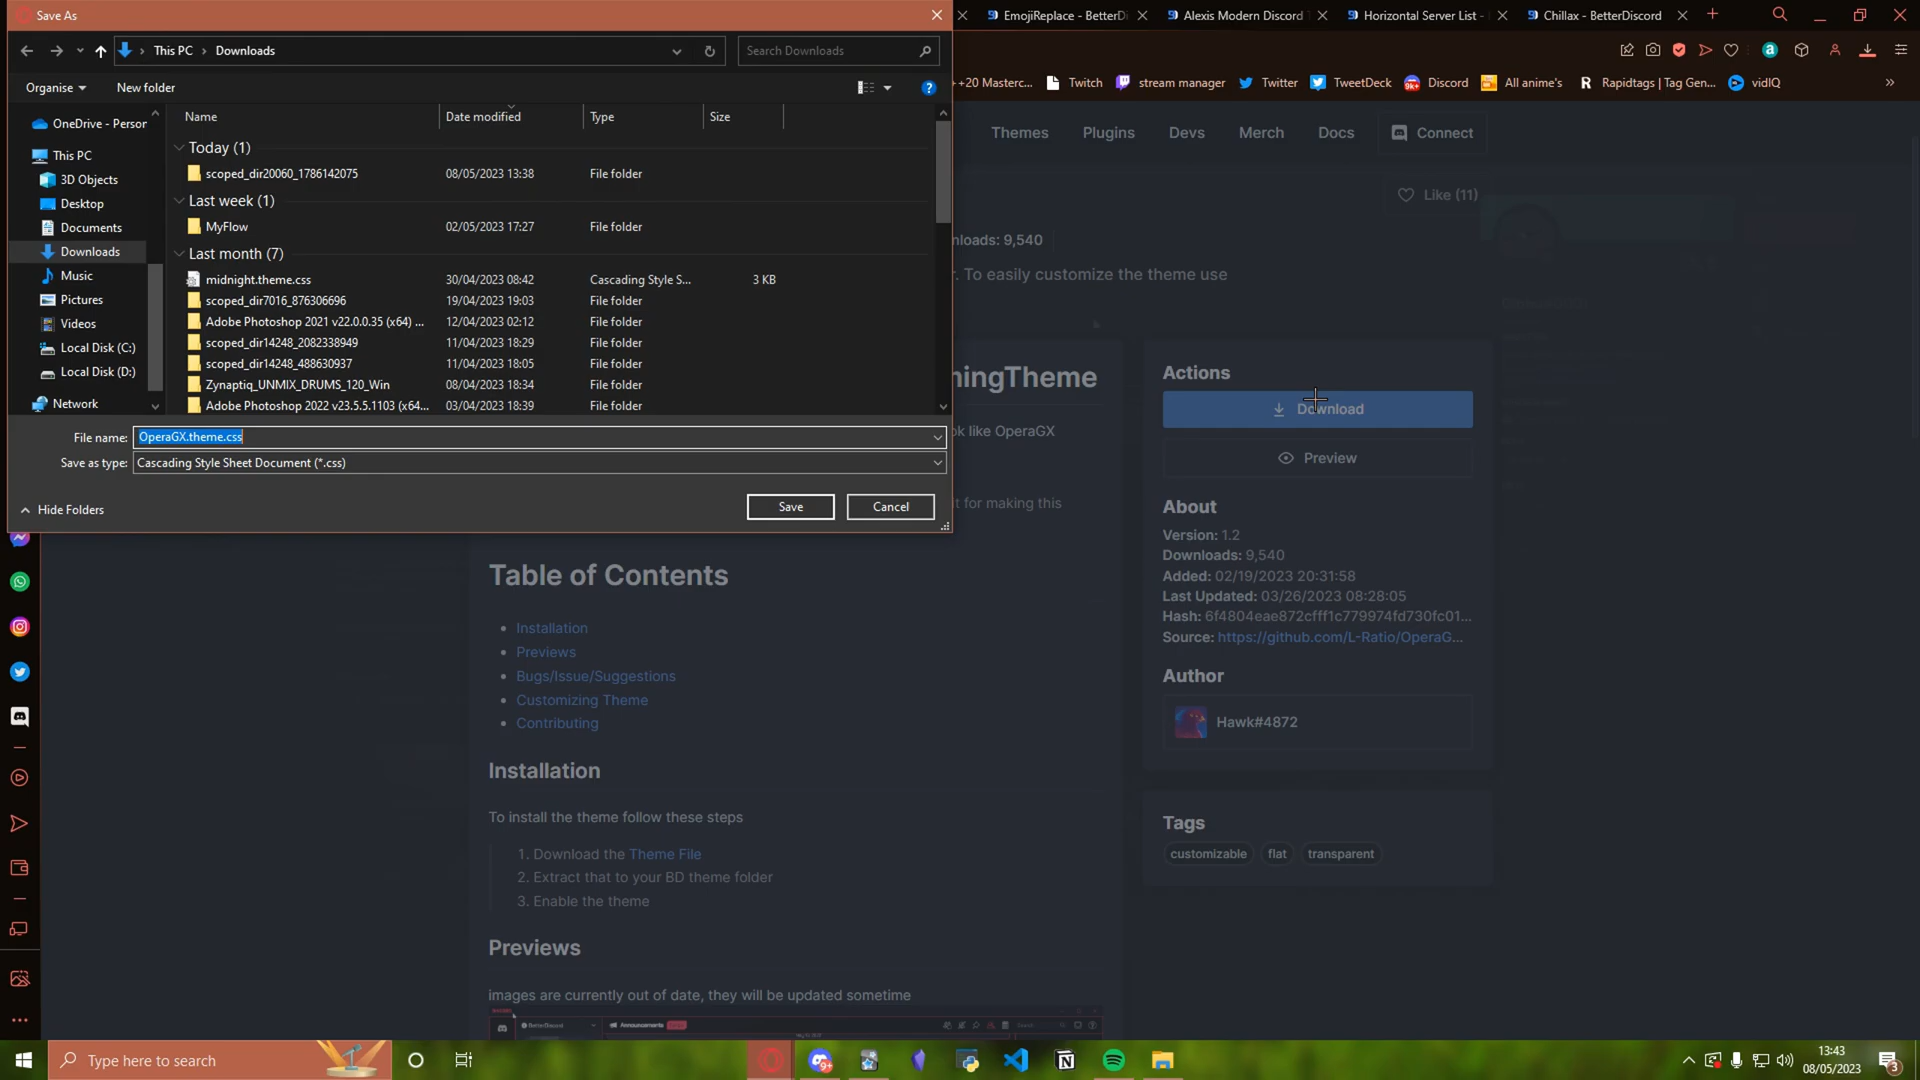 Save As
EmojiReplace - BetterDi
Alexis Modern Discord T
Horizontal Server List -
Chillax - BetterDiscord
This PC
Downloads
Search Downloads
++20 Masterc...
Twitch
stream manager
Twitter
TweetDeck
9k+
Discord
All anime's
R
Rapidtags | Tag Gen...
vidIQ
Organise
New folder
Name
Date modified
Type
Size
OneDrive - Person
This PC
3D Objects
Desktop
Documents
Downloads
Music
Pictures
Videos
Local Disk (C:)
Local Disk (D:)
Network
Today (1)
scoped_dir20060_1786142075 08/05/2023 13:38 File folder
Last week (1)
MyFlow 02/05/2023 17:27 File folder
Last month (7)
midnight.theme.css 30/04/2023 08:42 Cascading Style S... 3 KB
scoped_dir7016_876306696 19/04/2023 19:03 File folder
Adobe Photoshop 2021 v22.0.0.35 (x64) ... 12/04/2023 02:12 File folder
scoped_dir14248_2082338949 11/04/2023 18:29 File folder
scoped_dir14248_488630937 11/04/2023 18:05 File folder
Zynaptiq_UNMIX_DRUMS_120_Win 08/04/2023 18:34 File folder
Adobe Photoshop 2022 v23.5.5.1103 (x64... 03/04/2023 18:39 File folder
File name: OperaGX.theme.css
Save as type: Cascading Style Sheet Document (*.css)
Hide Folders
Save
Cancel
Themes
Plugins
Devs
Merch
Docs
Connect
Like (11)
nloads: 9,540
r. To easily customize the theme use
ningTheme
ok like OperaGX
it for making this
Table of Contents
Installation
Previews
Bugs/Issue/Suggestions
Customizing Theme
Contributing
Installation
To install the theme follow these steps
1. Download the Theme File
2. Extract that to your BD theme folder
3. Enable the theme
Previews
images are currently out of date, they will be updated sometime
BetterDiscord
Announcements
Actions
Download
Preview
About
Version: 1.2
Downloads: 9,540
Added: 02/19/2023 20:31:58
Last Updated: 03/26/2023 08:28:05
Hash: 6f4804eae872cfff1c779974fd730fc01...
Source: https://github.com/L-Ratio/OperaG...
Author
Hawk#4872
Tags
customizable
flat
transparent
Type here to search
13:43
08/05/2023
3